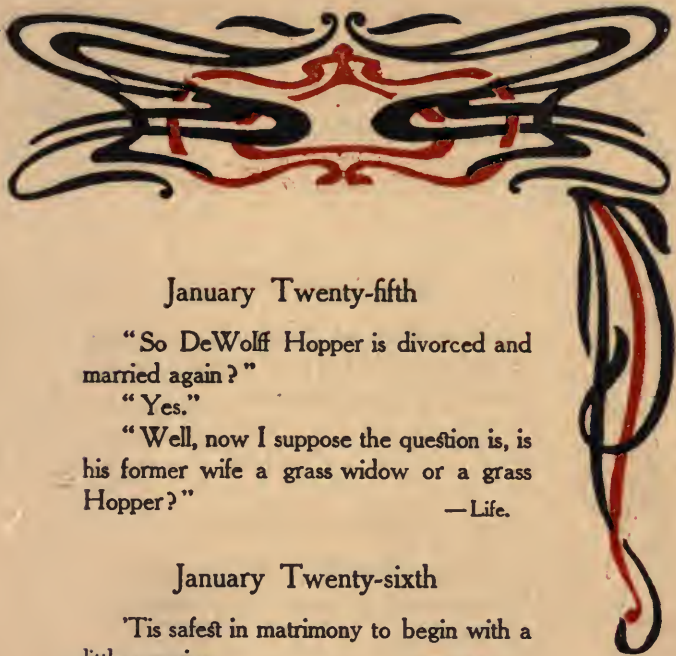 January Twenty-fifth
“So DeWolff Hopper is divorced and
married again?”
“Yes.”
“Well, now I suppose the question is, is
his former wife a grass widow or a grass
Hopper?”
—Life.
January Twenty-sixth
’Tis safest in matrimony to begin with a